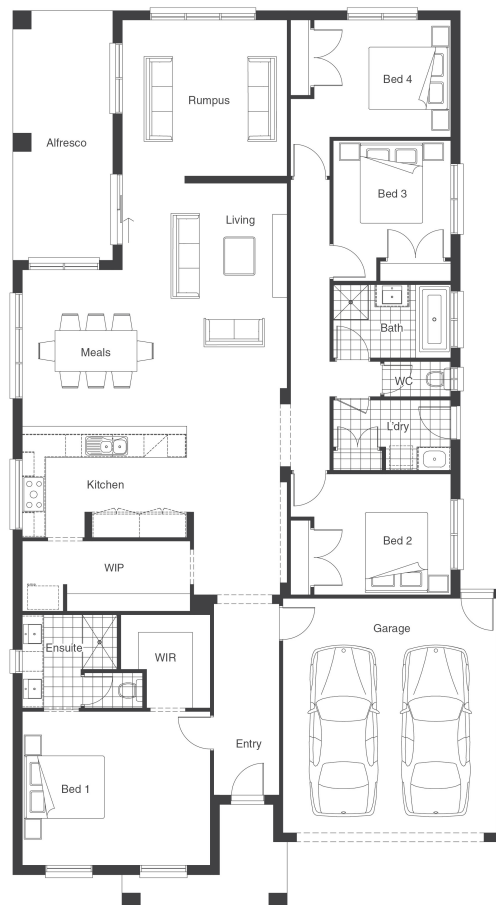 Bed 4
Rumpus
Alfresco
Bed 3
Living
Bath
Meals
WC
L'dry
Kitchen
Bed 2
WIP
Garage
Ensuite
WIR
Entry
Bed 1